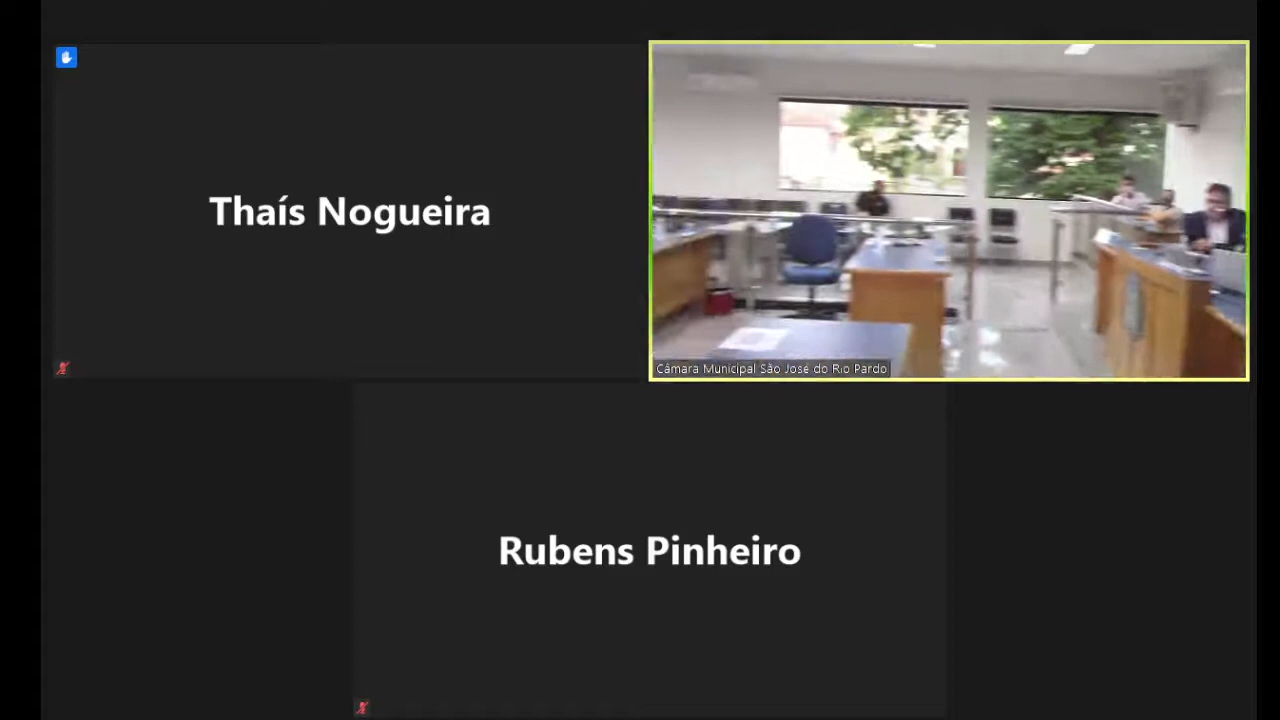 Thaís Nogueira
Câmara Municipal São José do Rio Pardo
Rubens Pinheiro